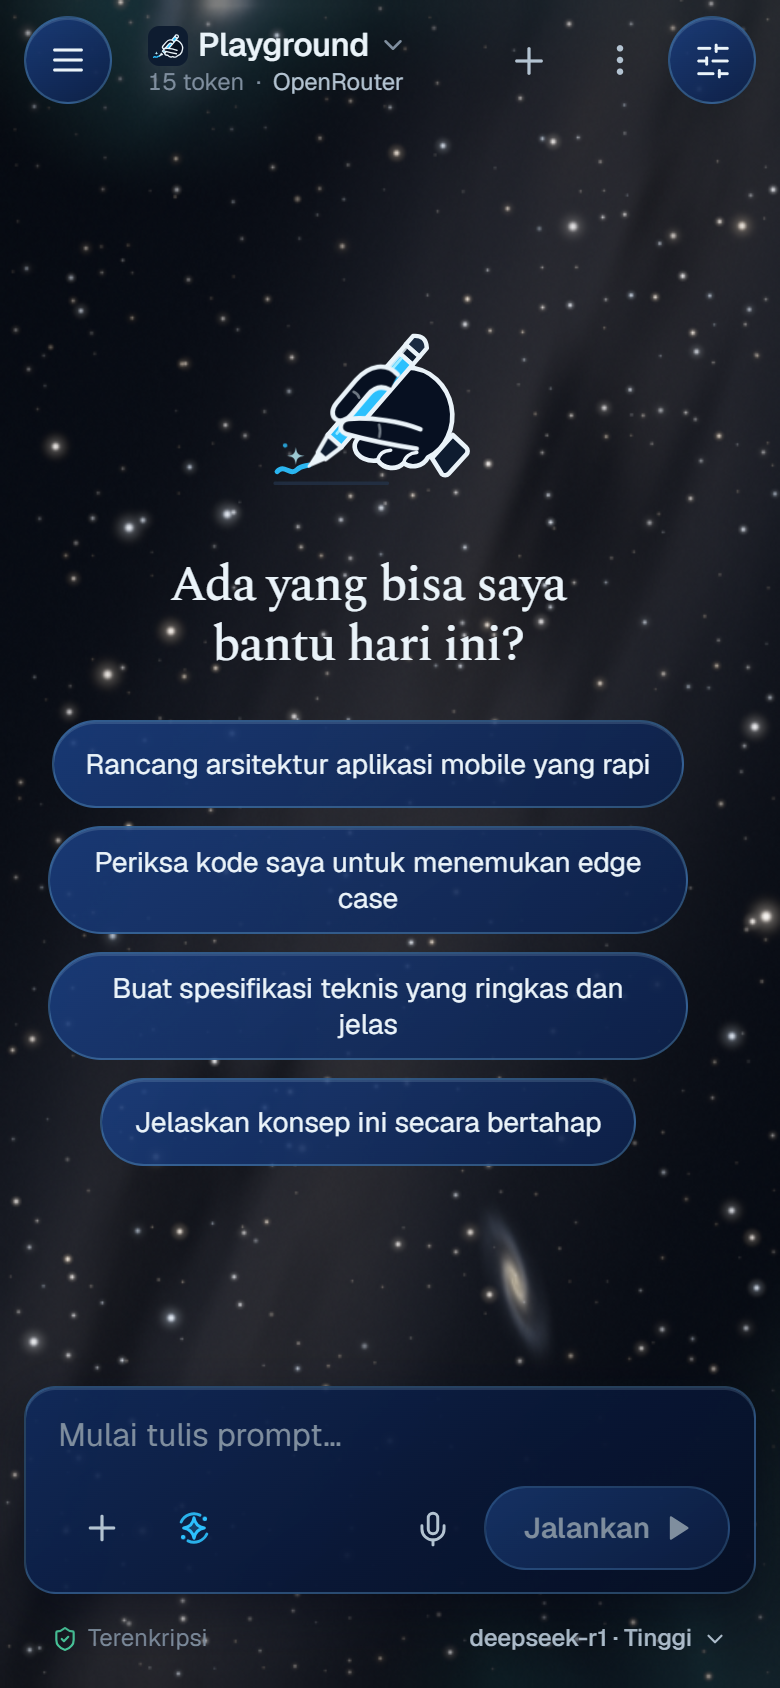 Playground
15 token · OpenRouter
Ada yang bisa saya
bantu hari ini?
Rancang arsitektur aplikasi mobile yang rapi
Periksa kode saya untuk menemukan edge
case
Buat spesifikasi teknis yang ringkas dan
jelas
Jelaskan konsep ini secara bertahap
Mulai tulis prompt...
Jalankan
Terenkripsi
deepseek-r1 · Tinggi